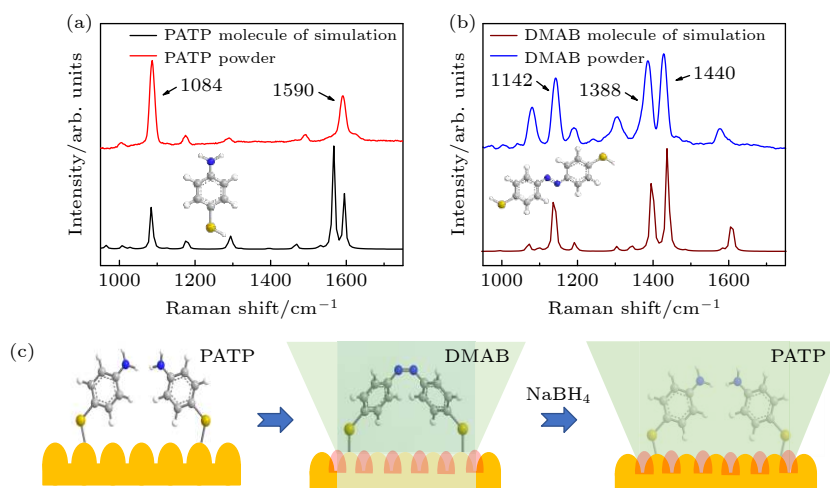 (a)
PATP molecule of simulation
PATP powder
1084
1590
Intensity/arb. units
1000 1200 1400 1600
Raman shift/cm⁻¹
(b)
DMAB molecule of simulation
DMAB powder
1142
1388
1440
Intensity/arb. units
1000 1200 1400 1600
Raman shift/cm⁻¹
(c)
PATP
DMAB
NaBH₄
PATP